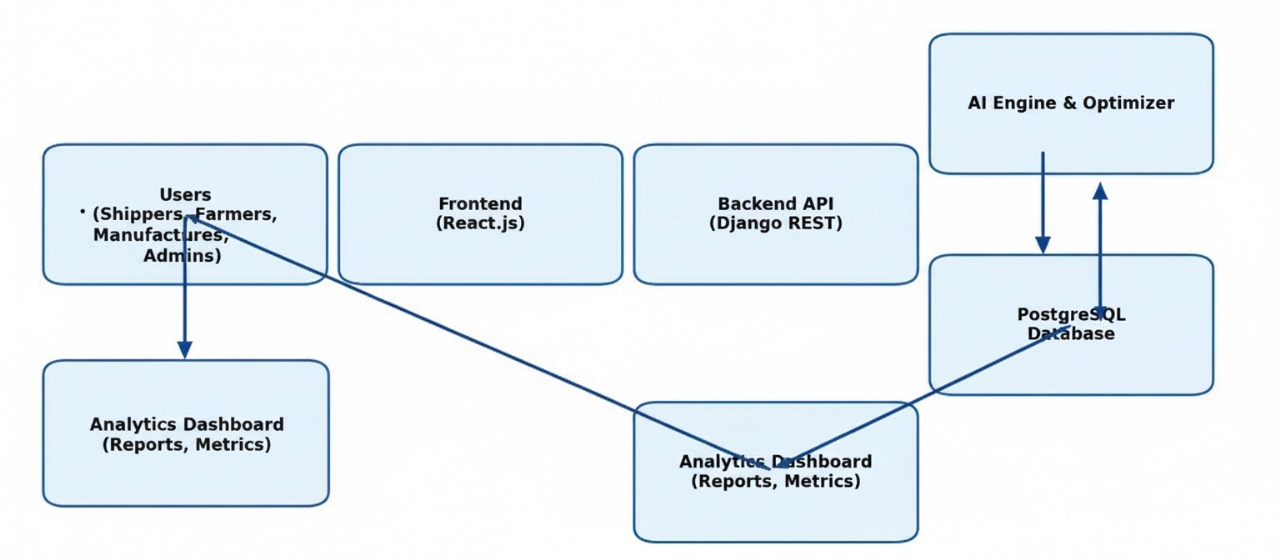 AI Engine & Optimizer
Users
• (Shippers, Farmers,
Manufactures,
Admins)
Frontend
(React.js)
Backend API
(Django REST)
PostgreSQL
Database
Analytics Dashboard
(Reports, Metrics)
Analytics Dashboard
(Reports, Metrics)